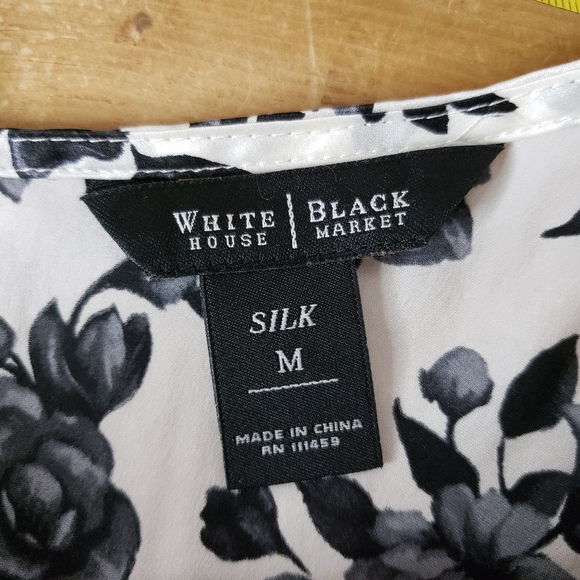 WHITE HOUSE | BLACK MARKET
SILK
M
MADE IN CHINA
RN 111459